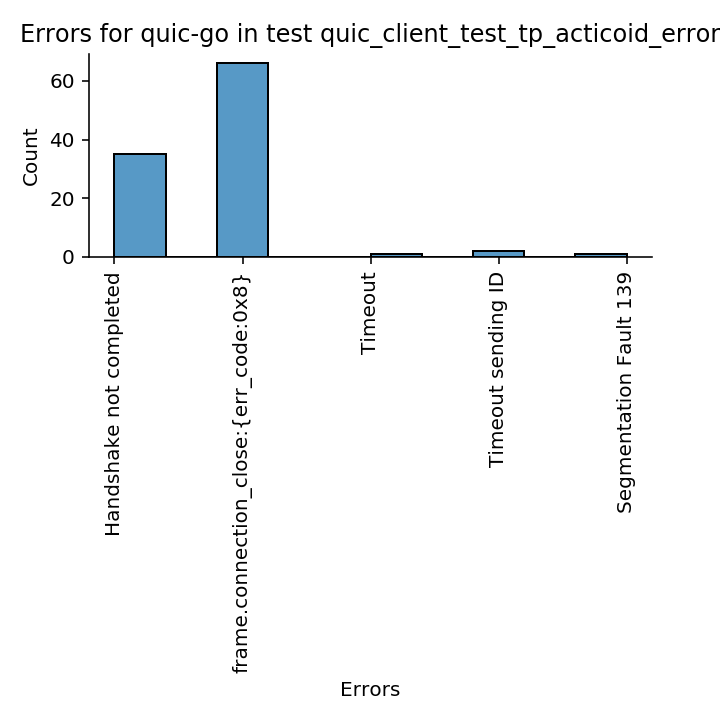 Errors for quic-go in test quic_client_test_tp_acticoid_error
Count
60
40
20
0
Handshake not completed
frame.connection_close:{err_code:0x8}
Timeout
Timeout sending ID
Segmentation Fault 139
Errors